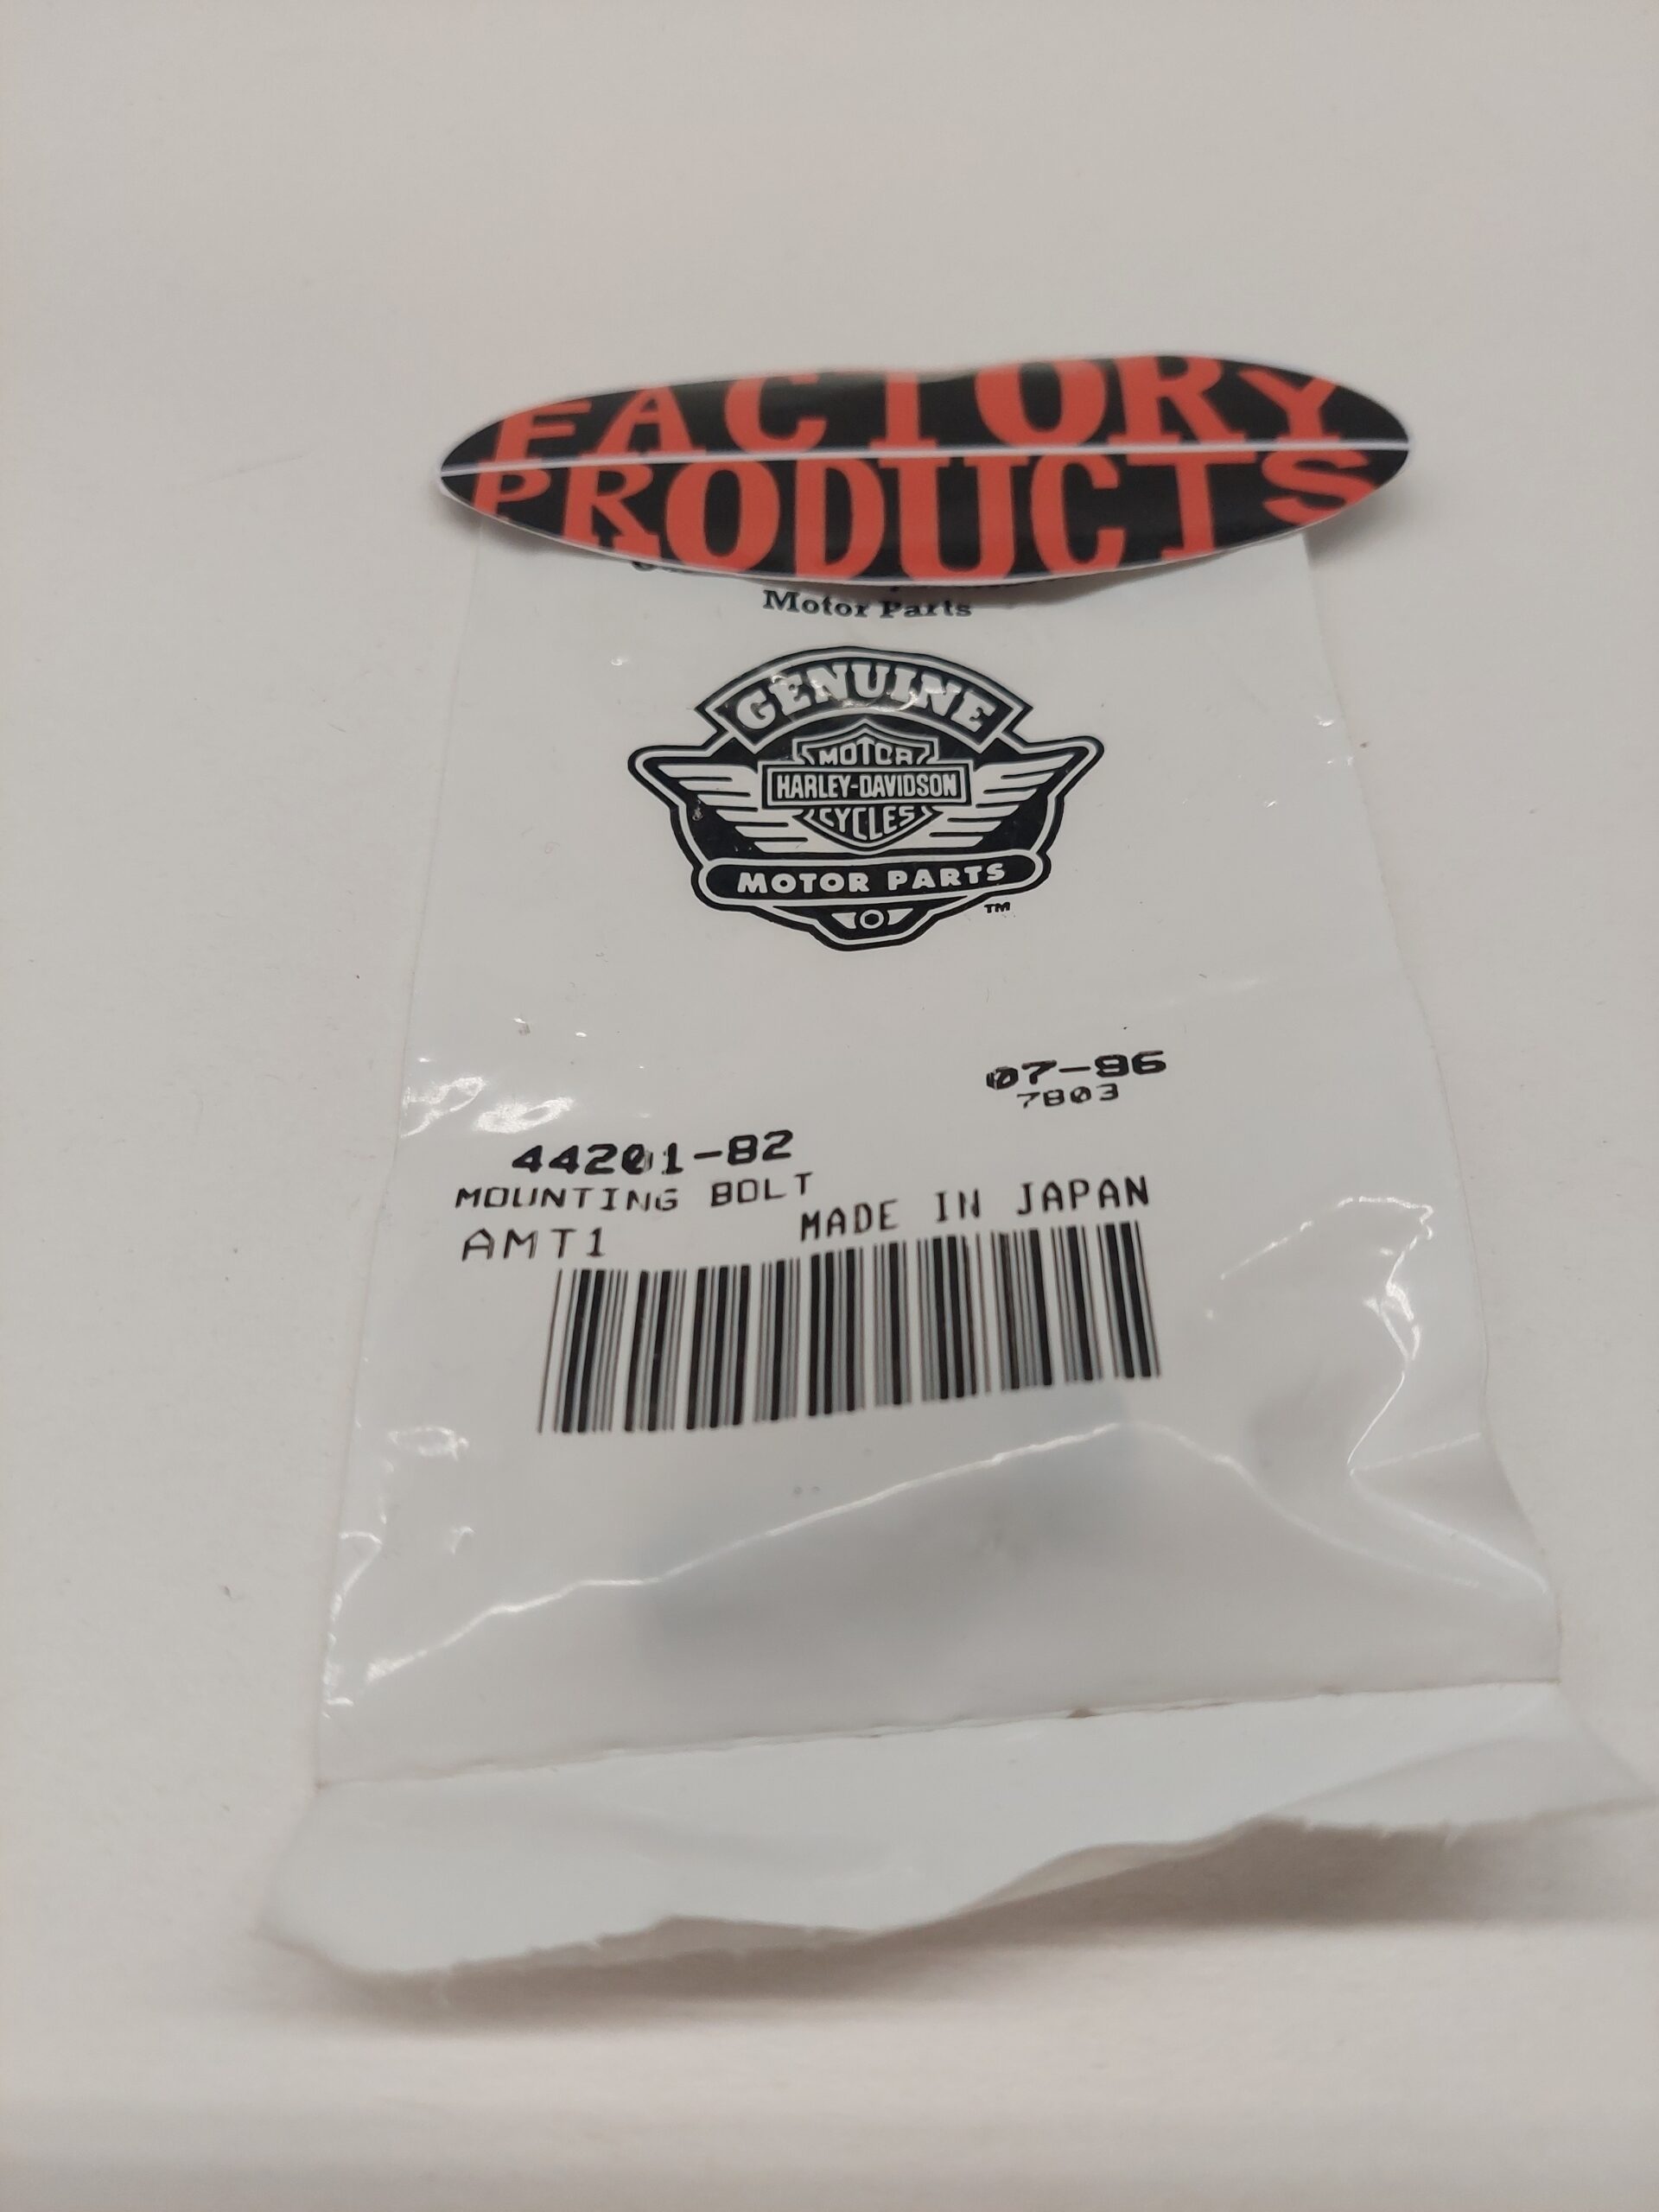 FACTORY
PRODUCTS
Motor Parts
GENUINE
MOTOR
HARLEY-DAVIDSON
CYCLES
MOTOR PARTS
TM
07-96
7803
44201-82
MOUNTING BOLT
AMT1
MADE IN JAPAN